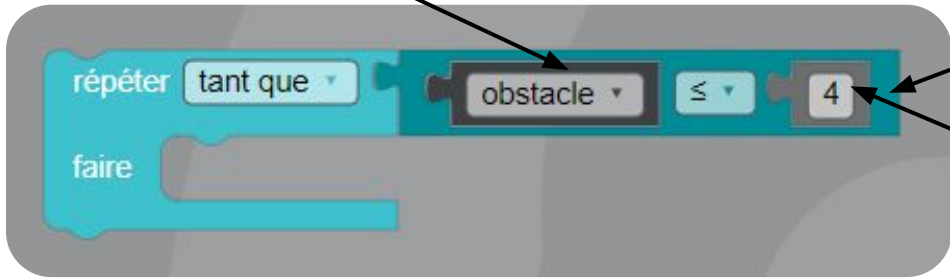 répéter tant que obstacle ≤ 4
faire